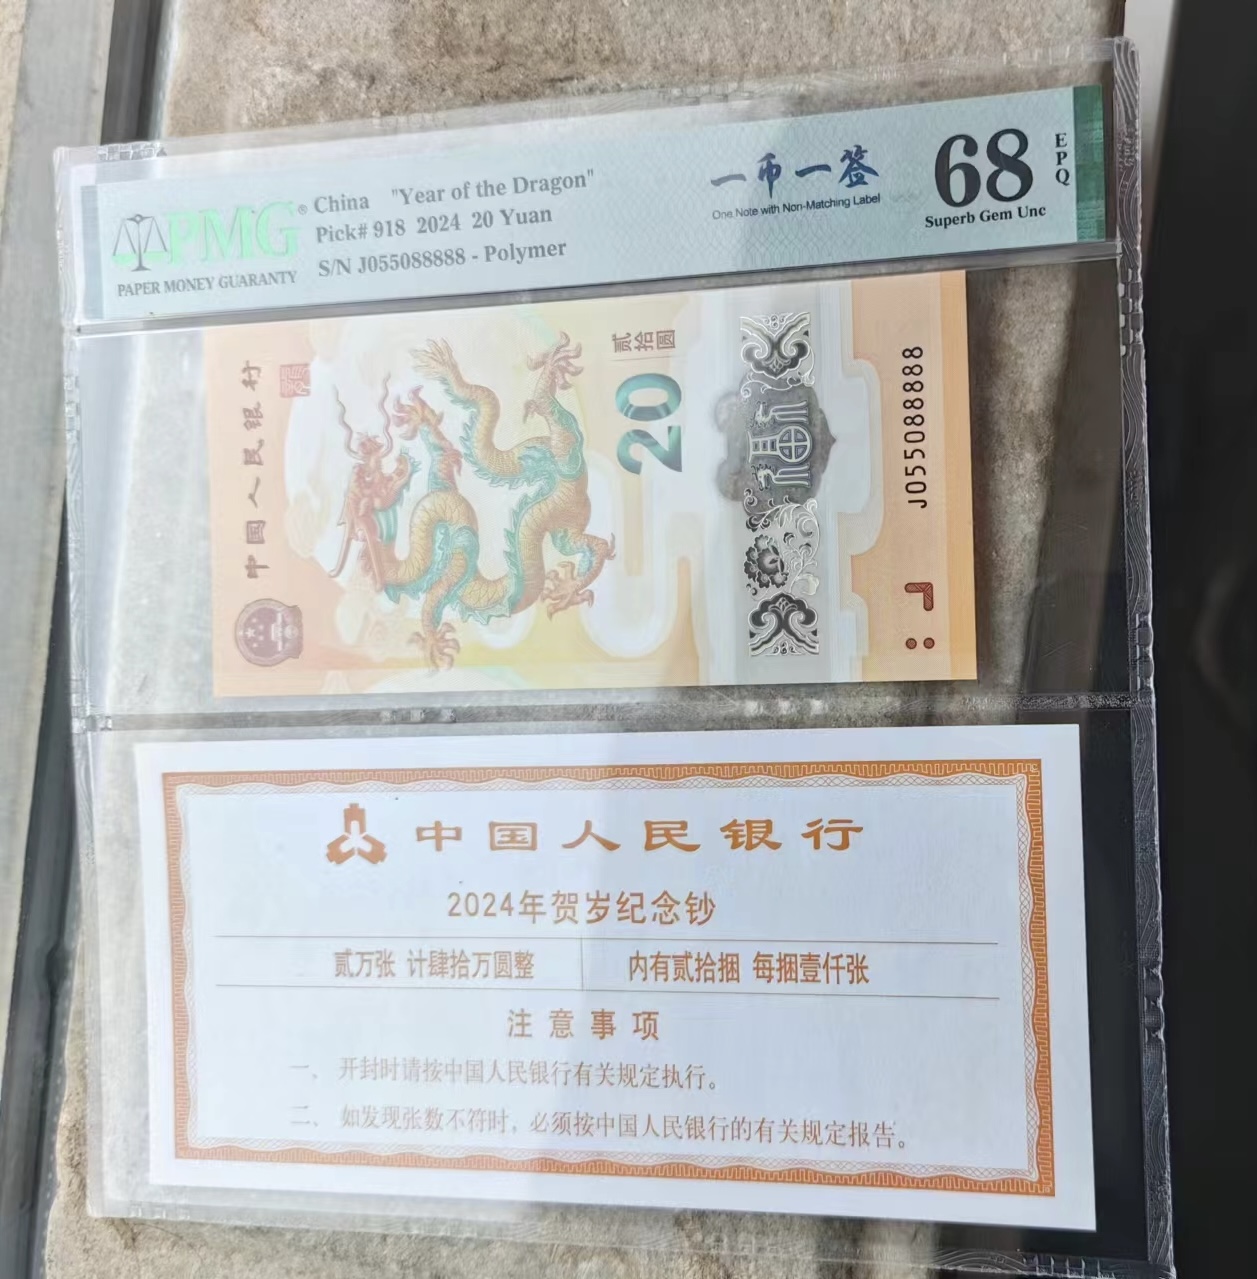 PMG®
PAPER MONEY GUARANTY
China "Year of the Dragon"
Pick# 918 2024 20 Yuan
S/N J055088888 - Polymer
一币一签
One Note with Non-Matching Label
68
EPQ
Superb Gem Unc
中國人民銀行
贰拾圆
20
福
J055088888
中国人民银行
2024年贺岁纪念钞
贰万张 计肆拾万圆整
内有贰拾捆 每捆壹仟张
注意事项
一、 开封时请按中国人民银行有关规定执行。
二、 如发现张数不符时，必须按中国人民银行的有关规定报告。